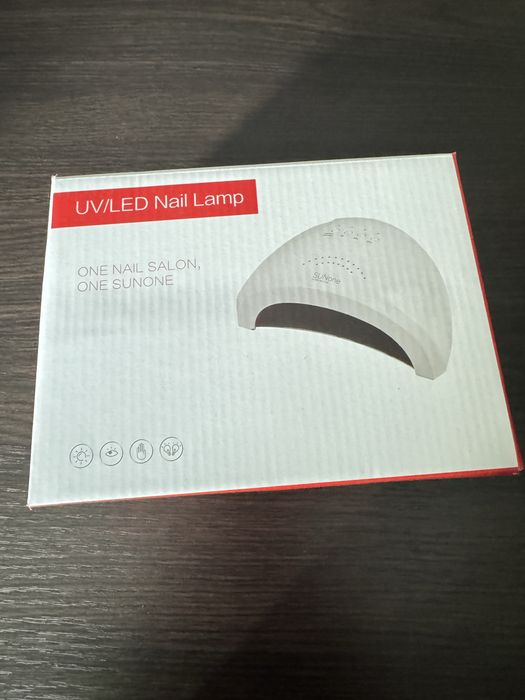 UV/LED Nail Lamp
ONE NAIL SALON,
ONE SUNONE
SUNone